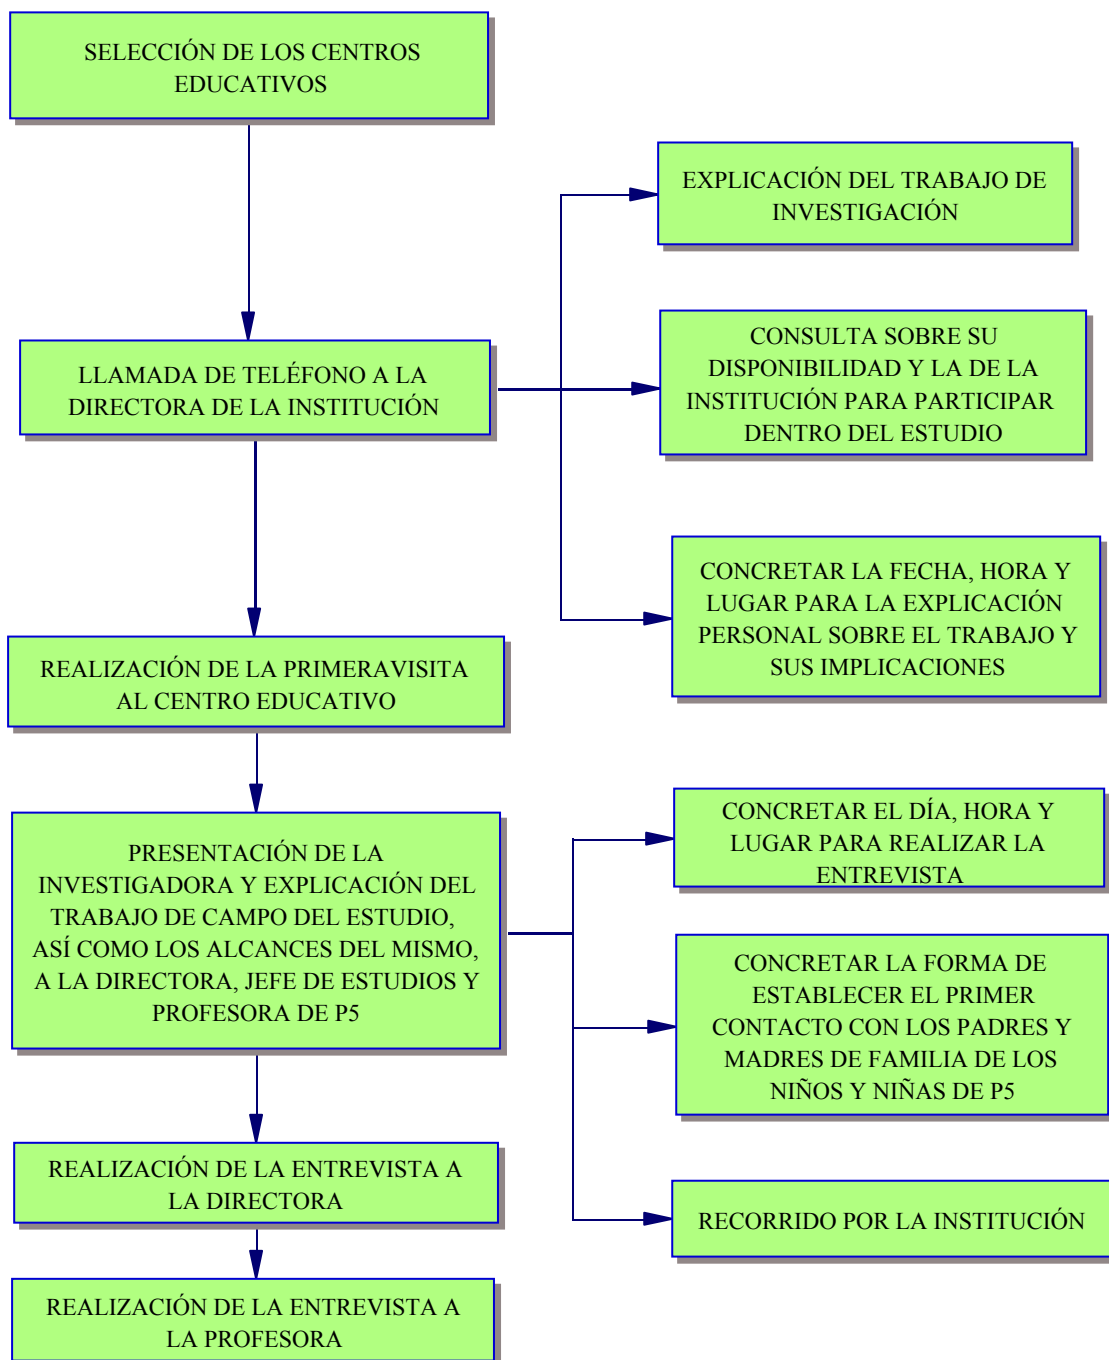 SELECCIÓN DE LOS CENTROS
EDUCATIVOS
EXPLICACIÓN DEL TRABAJO DE
INVESTIGACIÓN
LLAMADA DE TELÉFONO A LA
DIRECTORA DE LA INSTITUCIÓN
CONSULTA SOBRE SU
DISPONIBILIDAD Y LA DE LA
INSTITUCIÓN PARA PARTICIPAR
DENTRO DEL ESTUDIO
CONCRETAR LA FECHA, HORA Y
LUGAR PARA LA EXPLICACIÓN
PERSONAL SOBRE EL TRABAJO Y
SUS IMPLICACIONES
REALIZACIÓN DE LA PRIMERAVISITA
AL CENTRO EDUCATIVO
PRESENTACIÓN DE LA
INVESTIGADORA Y EXPLICACIÓN DEL
TRABAJO DE CAMPO DEL ESTUDIO,
ASÍ COMO LOS ALCANCES DEL MISMO,
A LA DIRECTORA, JEFE DE ESTUDIOS Y
PROFESORA DE P5
CONCRETAR EL DÍA, HORA Y
LUGAR PARA REALIZAR LA
ENTREVISTA
CONCRETAR LA FORMA DE
ESTABLECER EL PRIMER
CONTACTO CON LOS PADRES Y
MADRES DE FAMILIA DE LOS
NIÑOS Y NIÑAS DE P5
RECORRIDO POR LA INSTITUCIÓN
REALIZACIÓN DE LA ENTREVISTA A
LA DIRECTORA
REALIZACIÓN DE LA ENTREVISTA A
LA PROFESORA